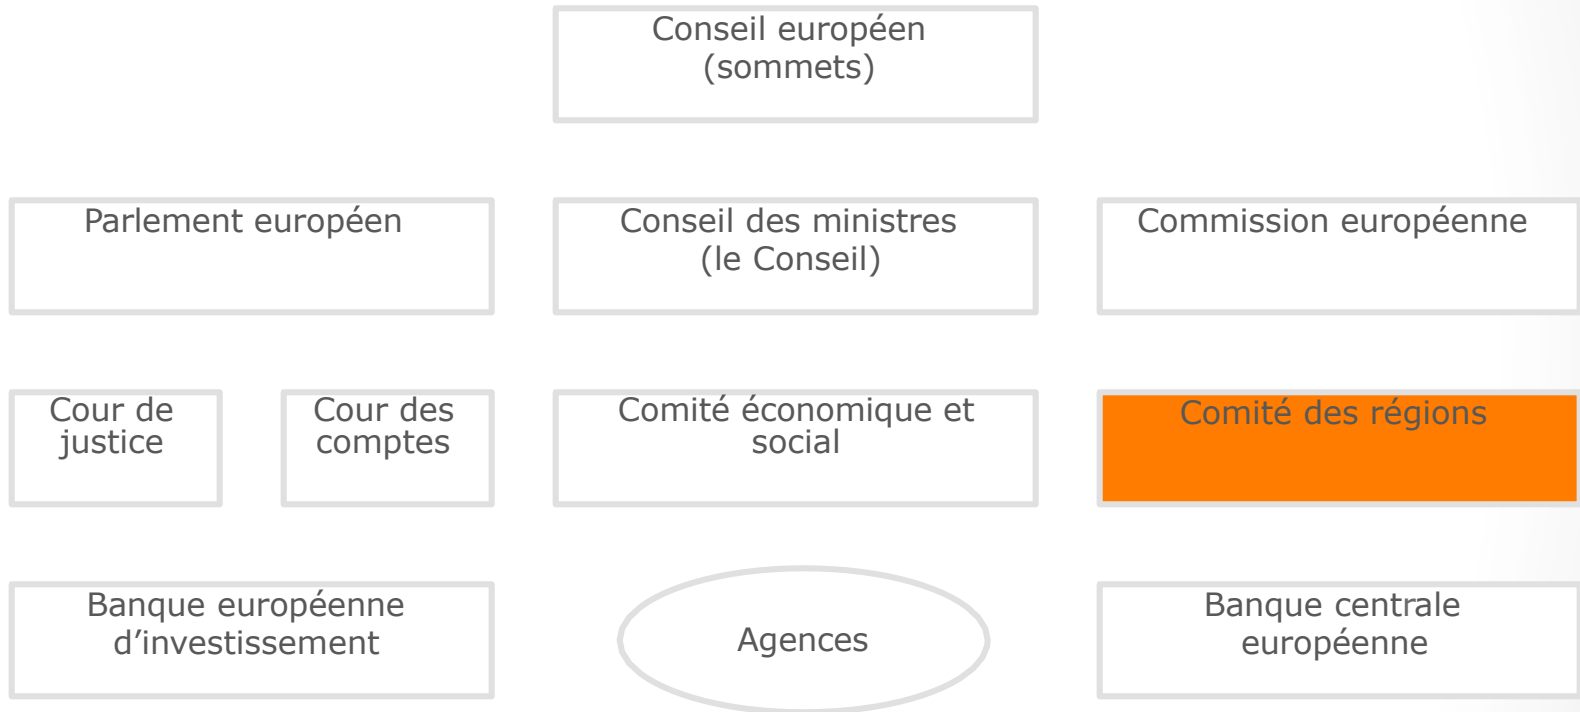 Conseil européen
(sommets)
Parlement européen
Conseil des ministres
(le Conseil)
Commission européenne
Cour de
justice
Cour des
comptes
Comité économique et
social
Comité des régions
Banque européenne
d’investissement
Agences
Banque centrale
européenne